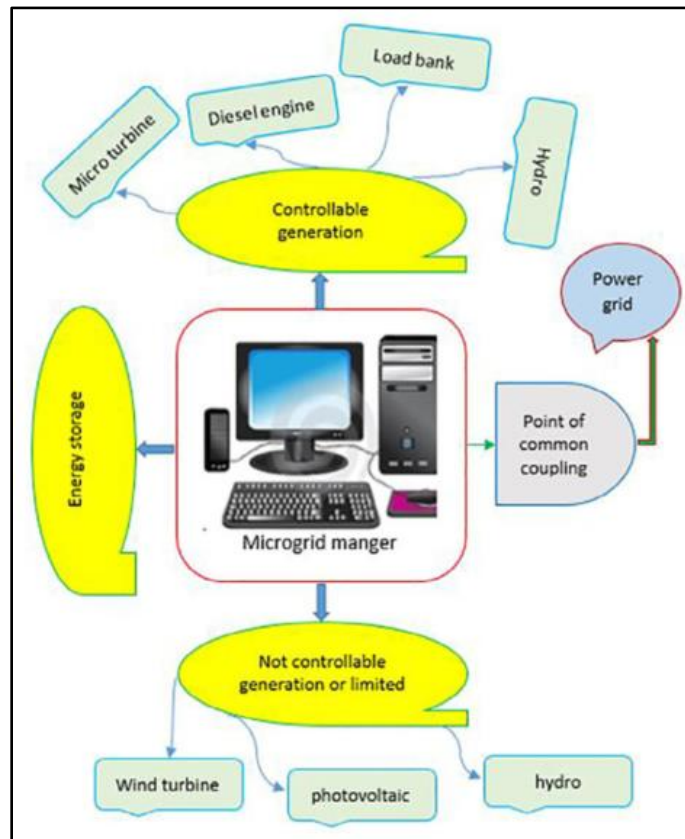 Load bank
Diesel engine
Micro turbine
Hydro
Controllable
generation
Power
grid
Energy storage
Point of
common
coupling
Microgrid manger
Not controllable
generation or limited
Wind turbine
photovoltaic
hydro